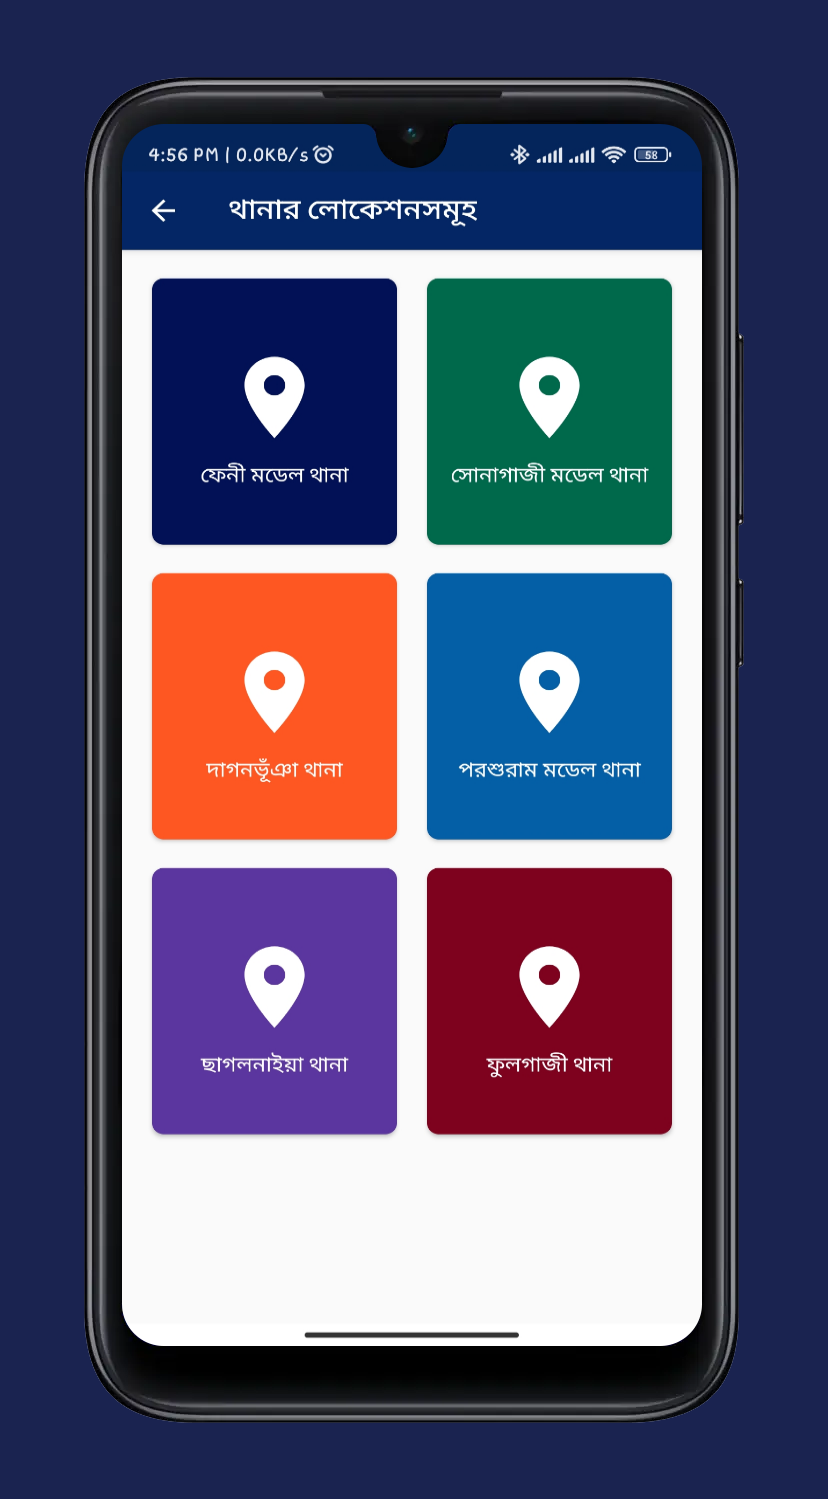 4:56 PM | 0.0KB/s
58
থানার লোকেশনসমূহ
ফেনী মডেল থানা
সোনাগাজী মডেল থানা
দাগনভূঁঞা থানা
পরশুরাম মডেল থানা
ছাগলনাইয়া থানা
ফুলগাজী থানা